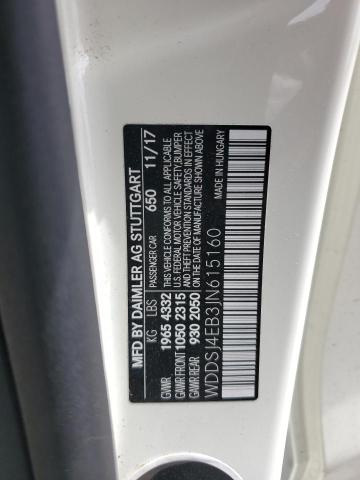 MFD BY DAIMLER AG STUTTGART
KG LBS PASSENGER CAR 650 11/17
GVWR 1965 4332 THIS VEHICLE CONFORMS TO ALL APPLICABLE
GAWR FRONT 1050 2315 U.S. FEDERAL MOTOR VEHICLE SAFETY, BUMPER
GAWR REAR 930 2050 AND THEFT PREVENTION STANDARDS IN EFFECT ON THE DATE OF MANUFACTURE SHOWN ABOVE
WDDSJ4EB3JN615160 MADE IN HUNGARY